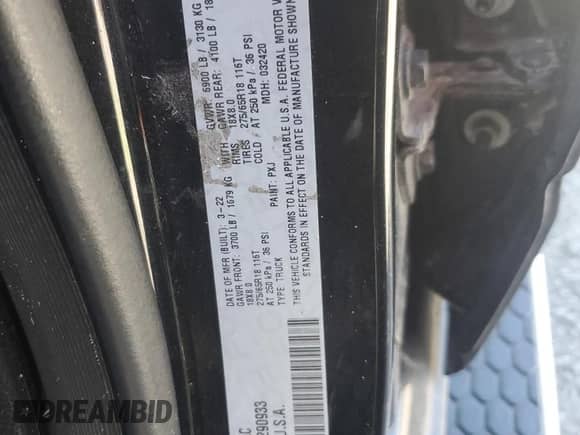 DATE OF MFR (BUILT): 3-22 GVWR: 6900 LB / 3130 KG
GAWR FRONT: 3700 LB / 1679 KG WITH GAWR REAR: 4100 LB / 18
18X8.0 RIMS 18X8.0
275/65R18 116T TIRES 275/65R18 116T
AT 250 kPa / 36 PSI COLD AT 250 kPa / 36 PSI
TYPE: TRUCK PAINT: PXJ MDH: 032420
THIS VEHICLE CONFORMS TO ALL APPLICABLE U.S.A. FEDERAL MOTOR V
STANDARDS IN EFFECT ON THE DATE OF MANUFACTURE SHOWN
C
290933
U.S.A.
DREAMBID